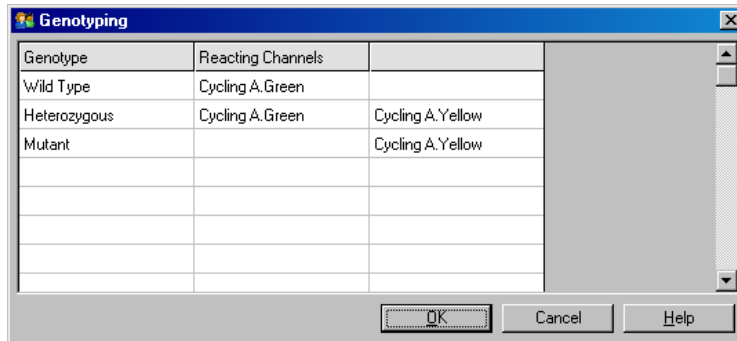 Genotyping
Genotype Reacting Channels
Wild Type Cycling A.Green
Heterozygous Cycling A.Green Cycling A.Yellow
Mutant Cycling A.Yellow
OK Cancel Help